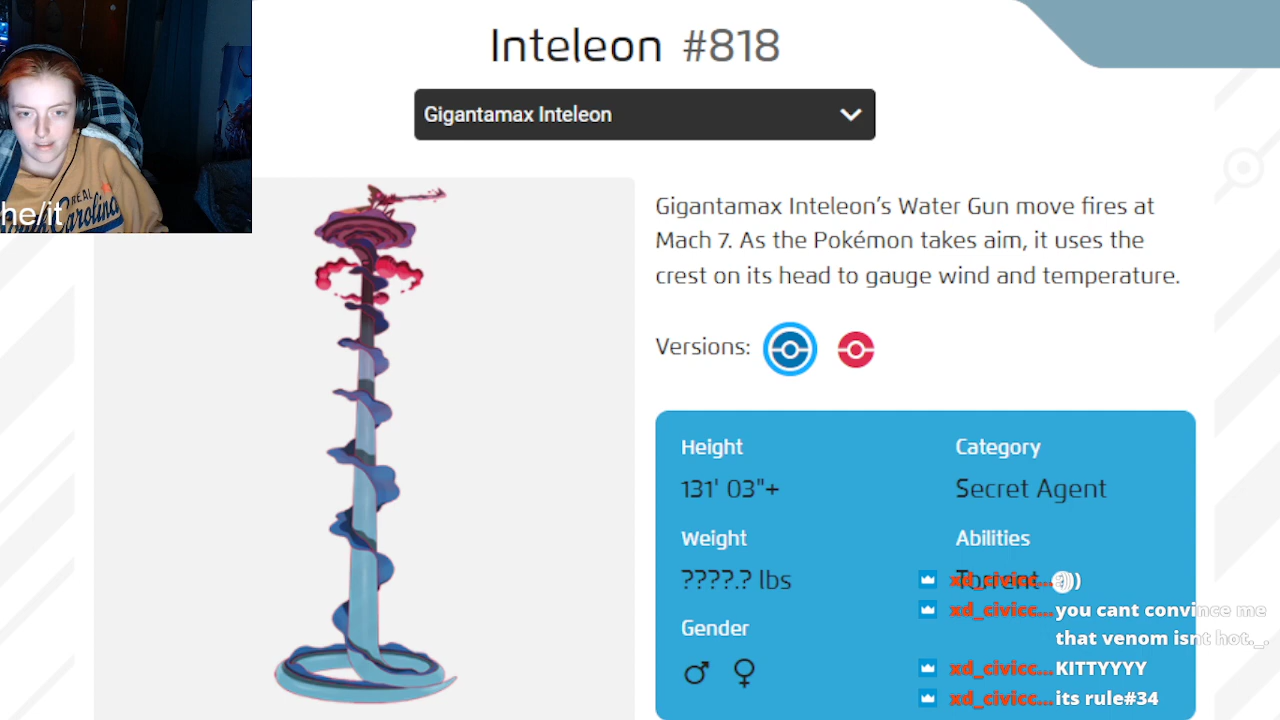 Inteleon #818
Gigantamax Inteleon
he/it
REAL
Carolina
Gigantamax Inteleon's Water Gun move fires at
Mach 7. As the Pokémon takes aim, it uses the
crest on its head to gauge wind and temperature.
Versions:
Height
131' 03"+
Category
Secret Agent
Weight
????.? lbs
Abilities
Torrent
Gender
xd_civicc... )
xd_civicc... you cant convince me
that venom isnt hot._.
xd_civicc... KITTYYYY
xd_civicc... its rule#34